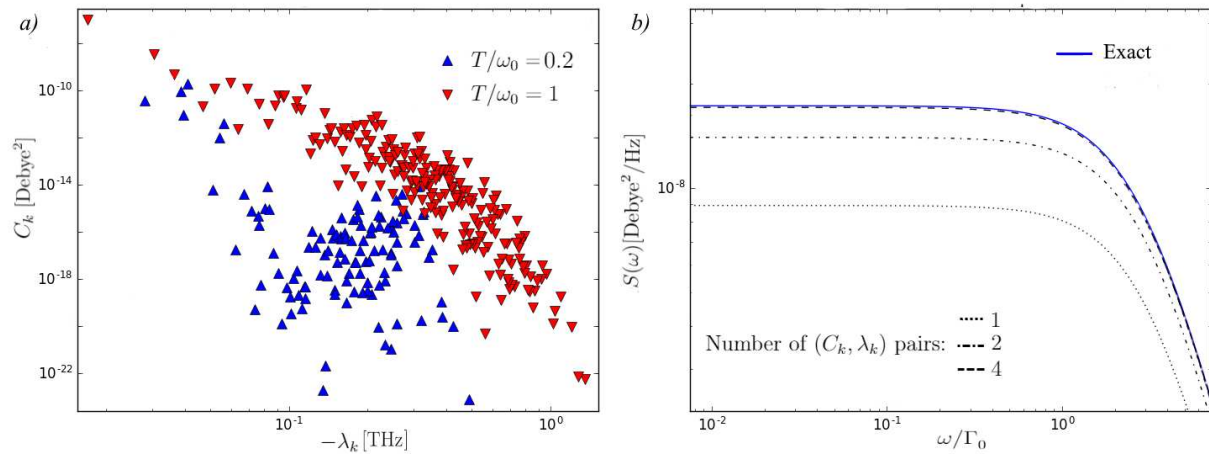 a)
C_k [Debye²]
10⁻¹⁰
10⁻¹⁴
10⁻¹⁸
10⁻²²
T/ω₀ = 0.2
T/ω₀ = 1
10⁻¹
10⁰
−λ_k [THz]
b)
S(ω)[Debye²/Hz]
10⁻⁸
Exact
Number of (C_k, λ_k) pairs:
1
2
4
10⁻²
10⁻¹
10⁰
ω/Γ₀